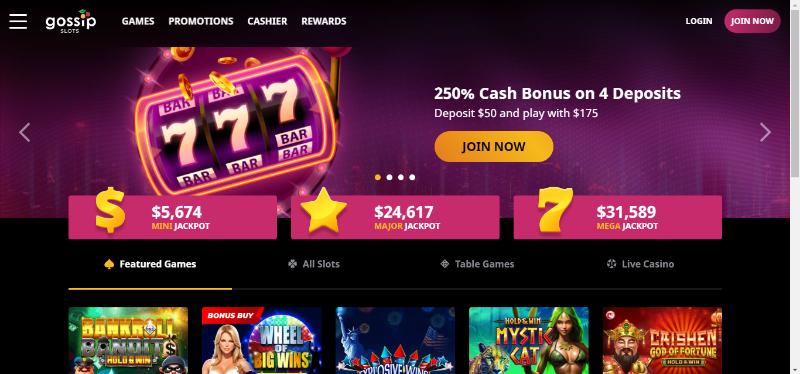 gossip
SLOTS
GAMES PROMOTIONS CASHIER REWARDS
LOGIN JOIN NOW
BAR BAR
777
BAR BAR BAR
BAR
250% Cash Bonus on 4 Deposits
Deposit $50 and play with $175
JOIN NOW
$ $5,674
MINI JACKPOT
$24,617
MAJOR JACKPOT
7 $31,589
MEGA JACKPOT
Featured Games All Slots Table Games Live Casino
BANKROLL
BANDITS
HOLD & WIN
BONUS BUY
WHEEL
OF
BIG WINS
EXPLOSIVE WINS
HOLD & WIN
MYSTIC
CAT
CAISHEN
GOD OF FORTUNE
HOLD & WIN